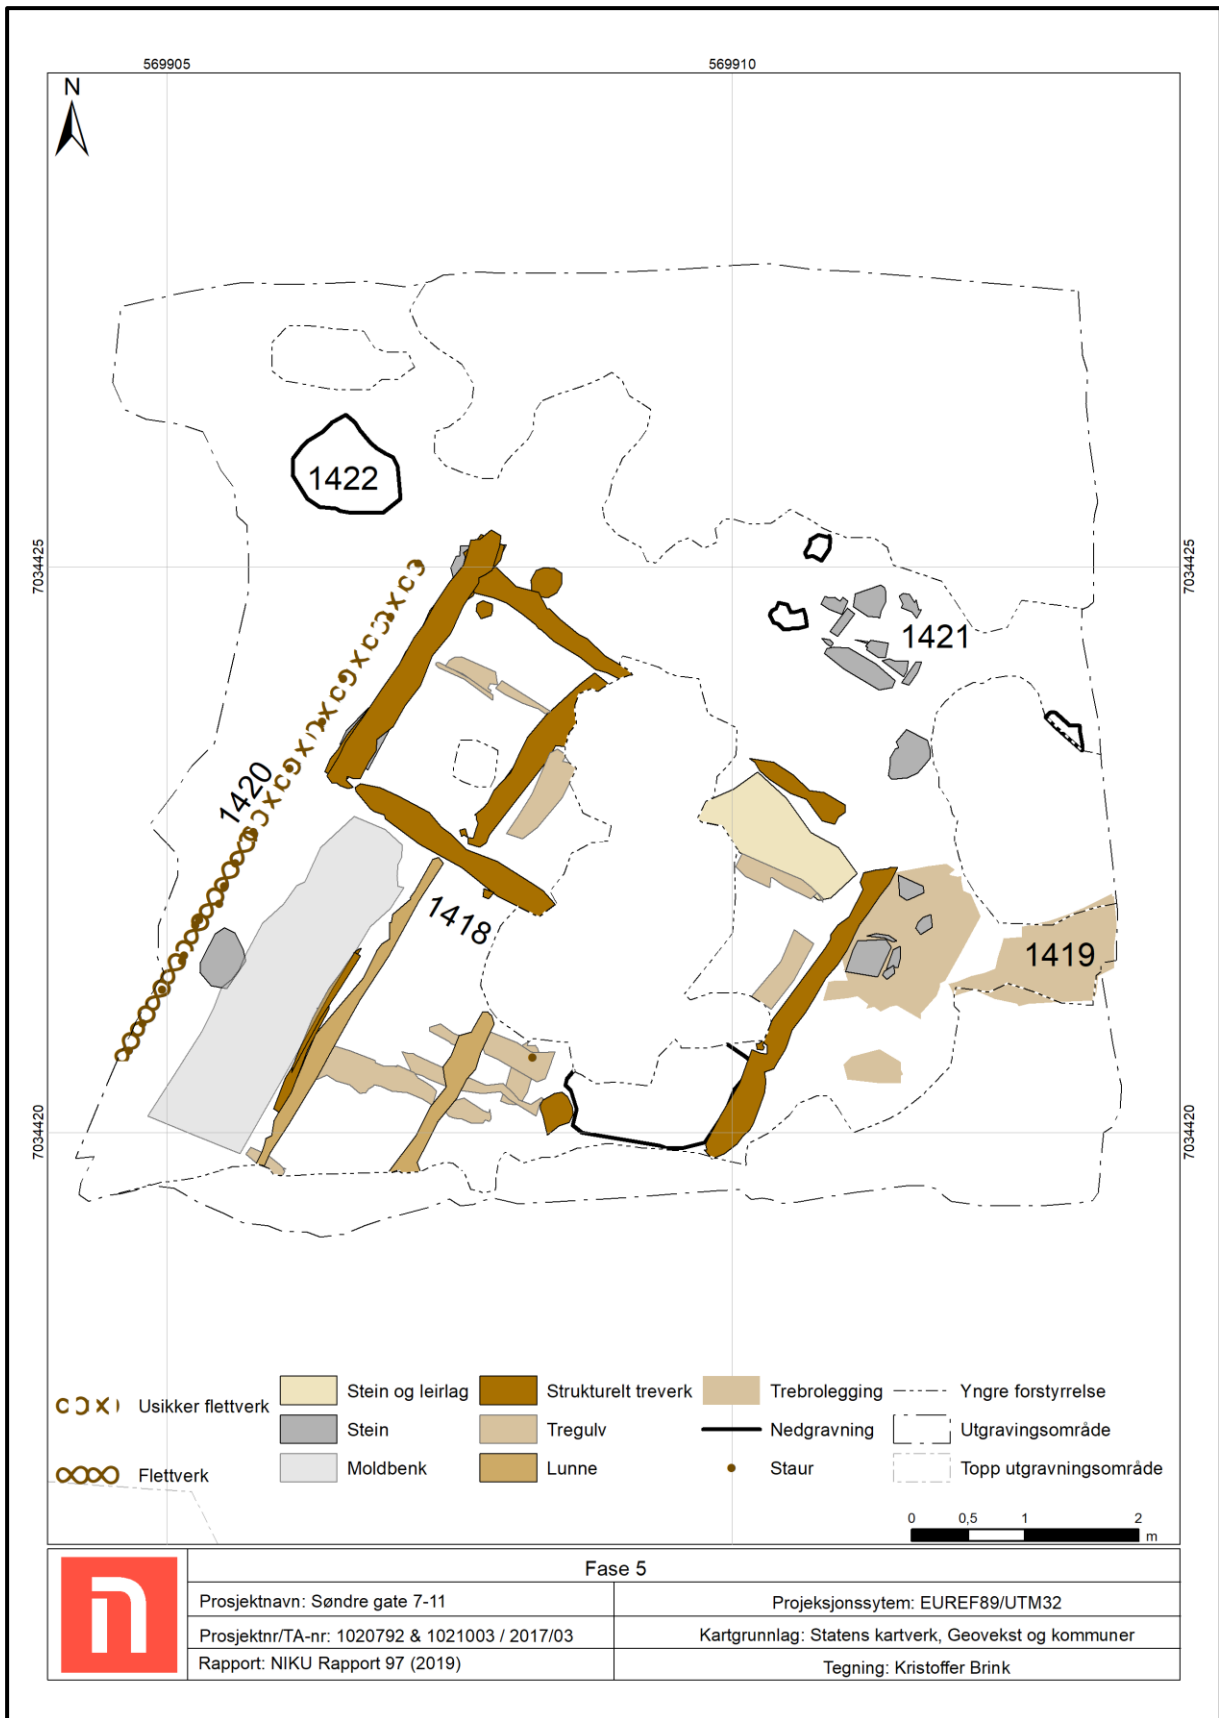 569905
569910
N
1422
7034425
7034425
1421
1420
1418
1419
7034420
7034420
Usikker flettverk
Flettverk
Stein og leirlag
Stein
Moldbenk
Strukturelt treverk
Tregulv
Lunne
Trebrolegging
Nedgravning
Staur
Yngre forstyrrelse
Utgravingsområde
Topp utgravningsområde
0 0,5 1 2
m
Fase 5
Prosjektnavn: Søndre gate 7-11
Projeksjonssytem: EUREF89/UTM32
Prosjektnr/TA-nr: 1020792 & 1021003 / 2017/03
Kartgrunnlag: Statens kartverk, Geovekst og kommuner
Rapport: NIKU Rapport 97 (2019)
Tegning: Kristoffer Brink